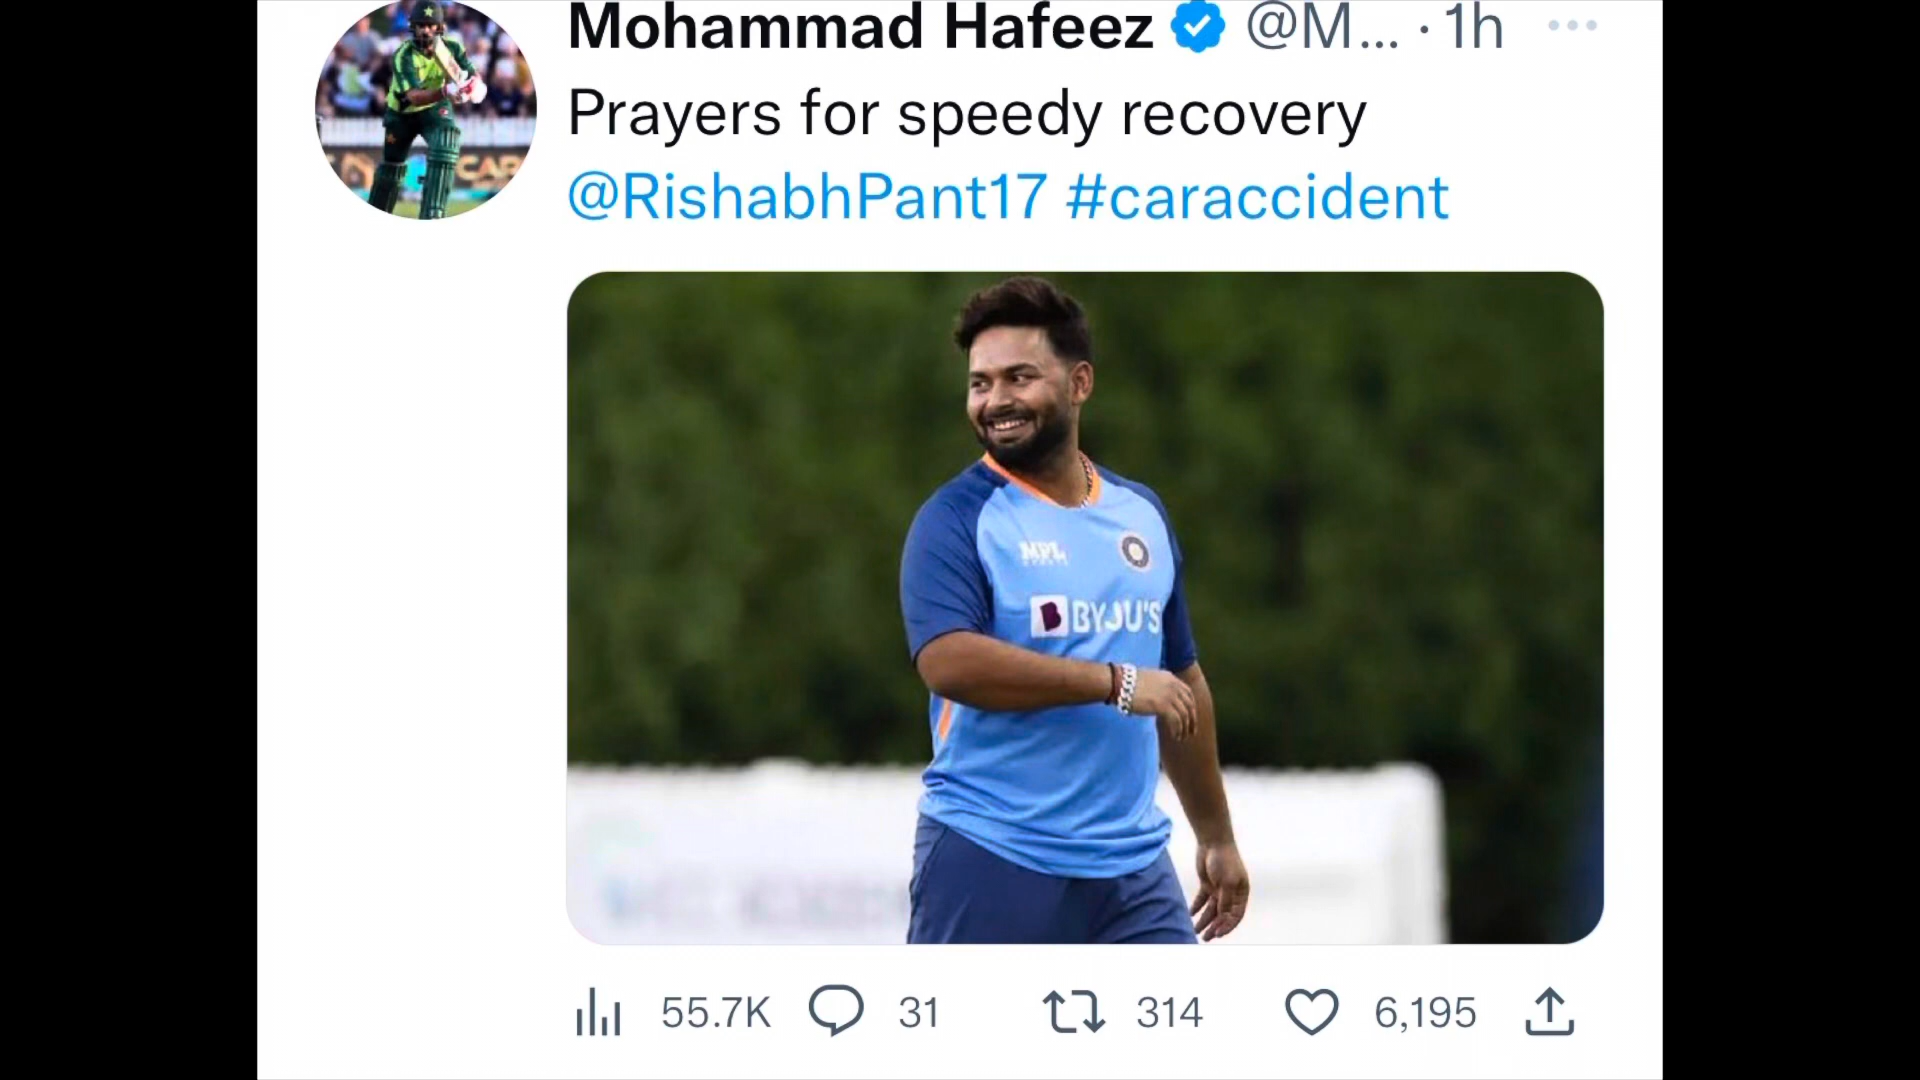 Mohammad Hafeez @M... · 1h
Prayers for speedy recovery
@RishabhPant17 #caraccident
MPL
BYJU'S
55.7K 31 314 6,195